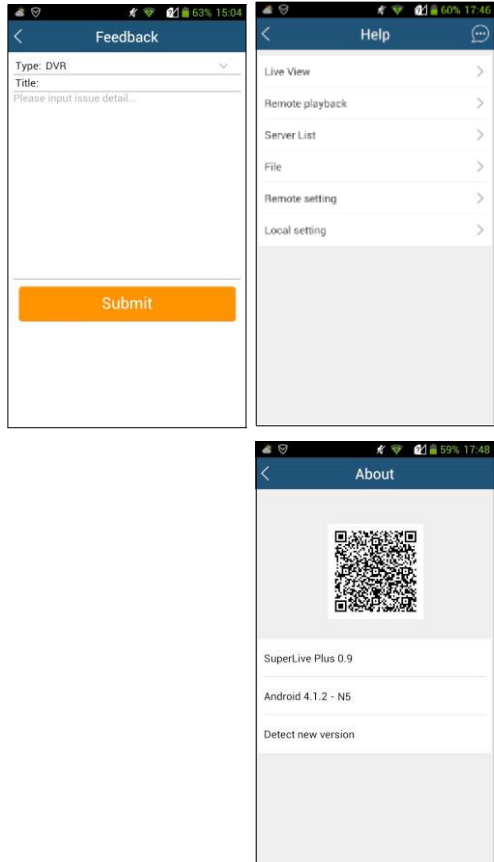 63% 15:04
Feedback
Type: DVR
Title:
Please input issue detail...
Submit
60% 17:46
Help
Live View
Remote playback
Server List
File
Remote setting
Local setting
59% 17:48
About
SuperLive Plus 0.9
Android 4.1.2 - N5
Detect new version